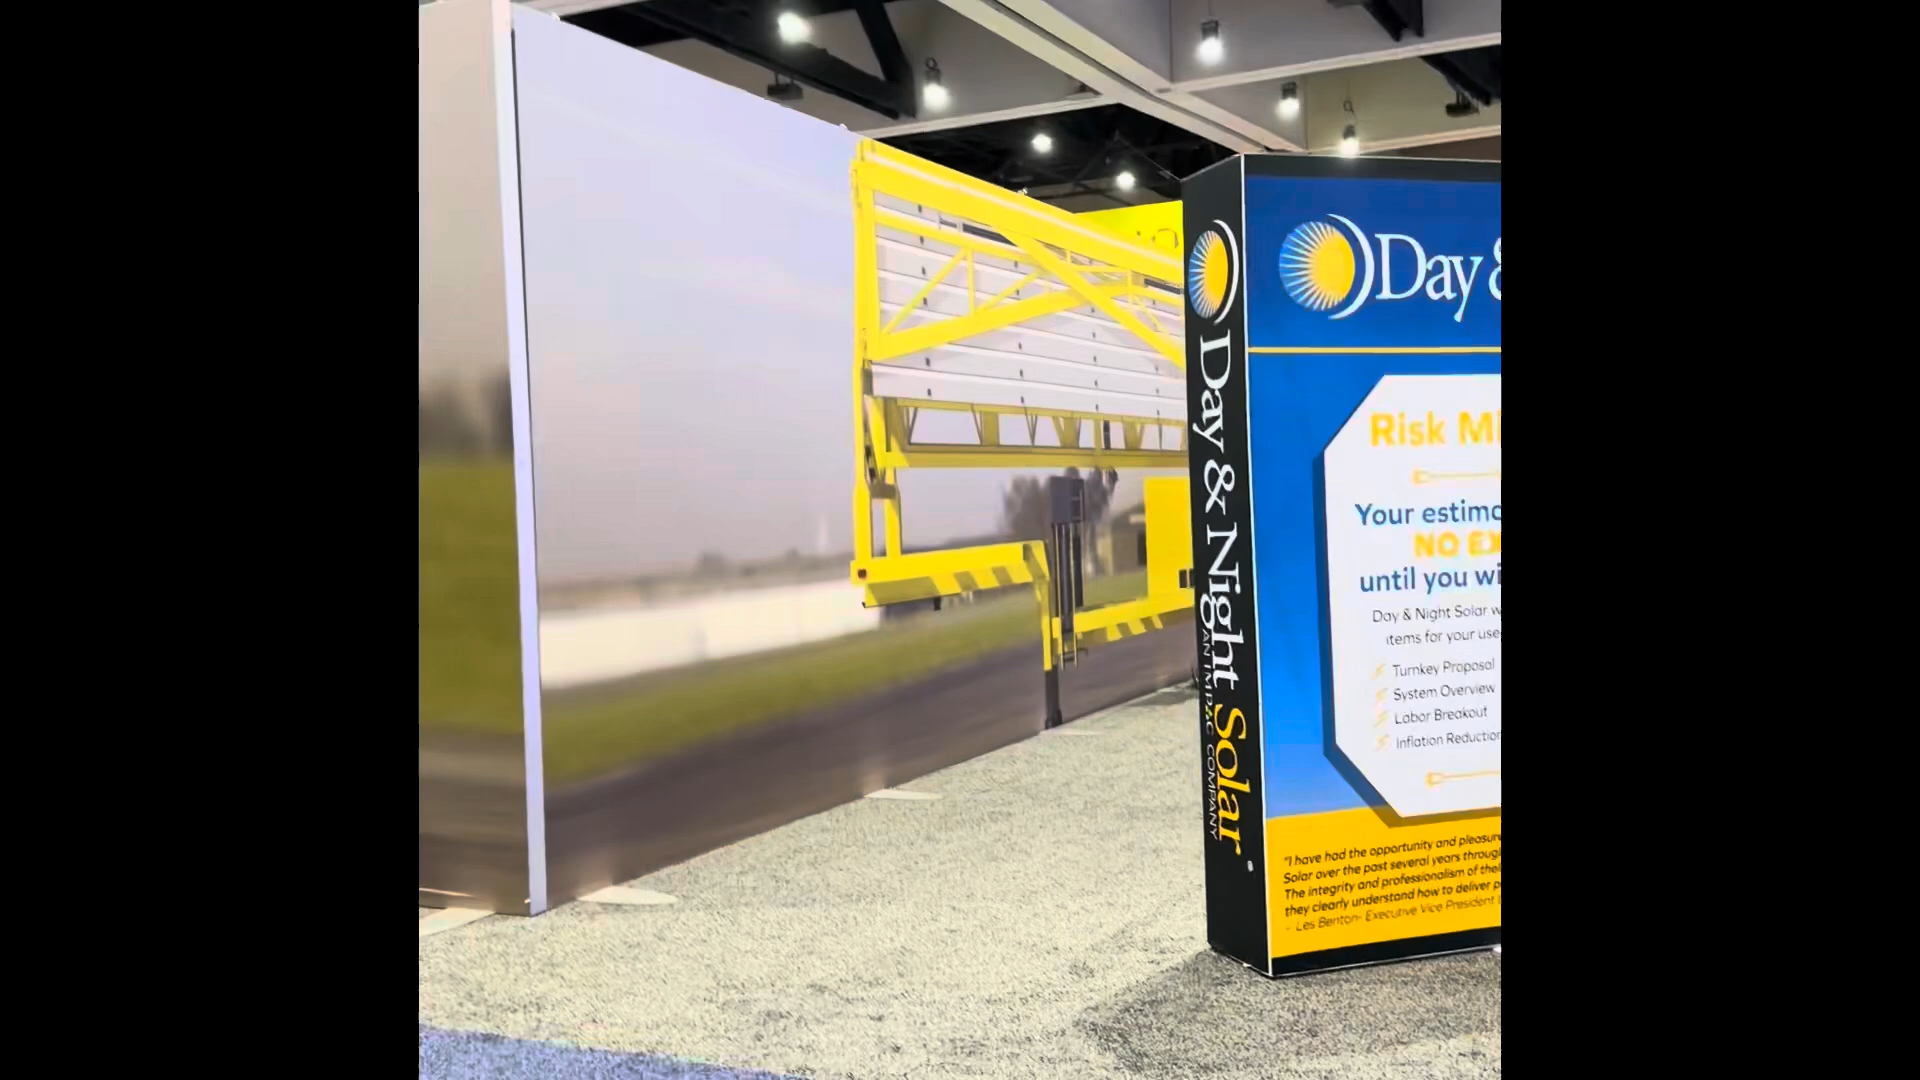 Day & Night Solar
AN IMPAC COMPANY
Day &
Risk Mi
Your estima
NO EX
until you wi
Day & Night Solar w
items for your use
Turnkey Proposal
System Overview
Labor Breakout
Inflation Reduction
"I have had the opportunity and pleasure
Solar over the past several years through
The integrity and professionalism of their
they clearly understand how to deliver p
- Les Benton- Executive Vice President